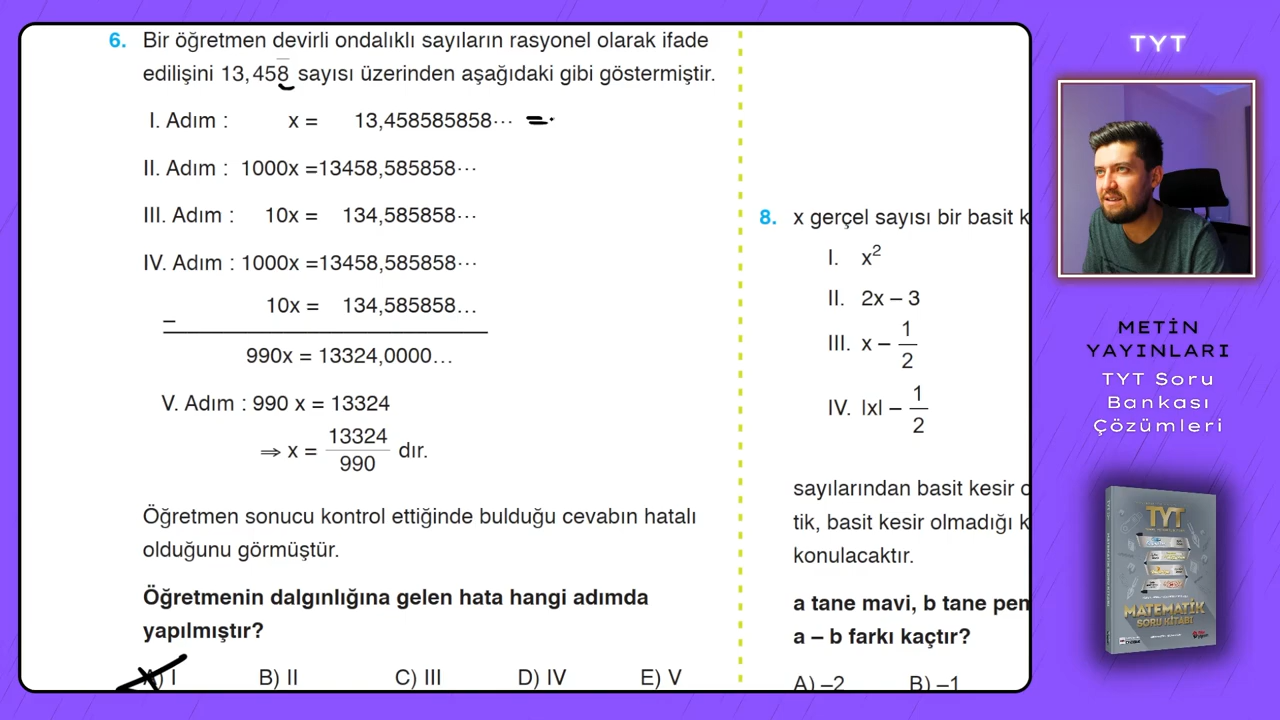 6. Bir öğretmen devirli ondalıklı sayıların rasyonel olarak ifade
edilişini 13,458̅ sayısı üzerinden aşağıdaki gibi göstermiştir.
I. Adım : x = 13,458585858···
II. Adım : 1000x =13458,585858···
III. Adım : 10x = 134,585858···
IV. Adım : 1000x =13458,585858···
10x = 134,585858...
–
990x = 13324,0000...
V. Adım : 990 x = 13324
⇒ x = 13324/990 dır.
Öğretmen sonucu kontrol ettiğinde bulduğu cevabın hatalı
olduğunu görmüştür.
Öğretmenin dalgınlığına gelen hata hangi adımda
yapılmıştır?
A) I B) II C) III D) IV E) V
8. x gerçel sayısı bir basit k
I. x²
II. 2x – 3
III. x – 1/2
IV. |x| – 1/2
sayılarından basit kesir o
tik, basit kesir olmadığı k
konulacaktır.
a tane mavi, b tane pem
a – b farkı kaçtır?
A) –2 B) –1
TYT
METİN
YAYINLARI
TYT Soru
Bankası
Çözümleri
TYT
MATEMATİK
SORU KİTABI